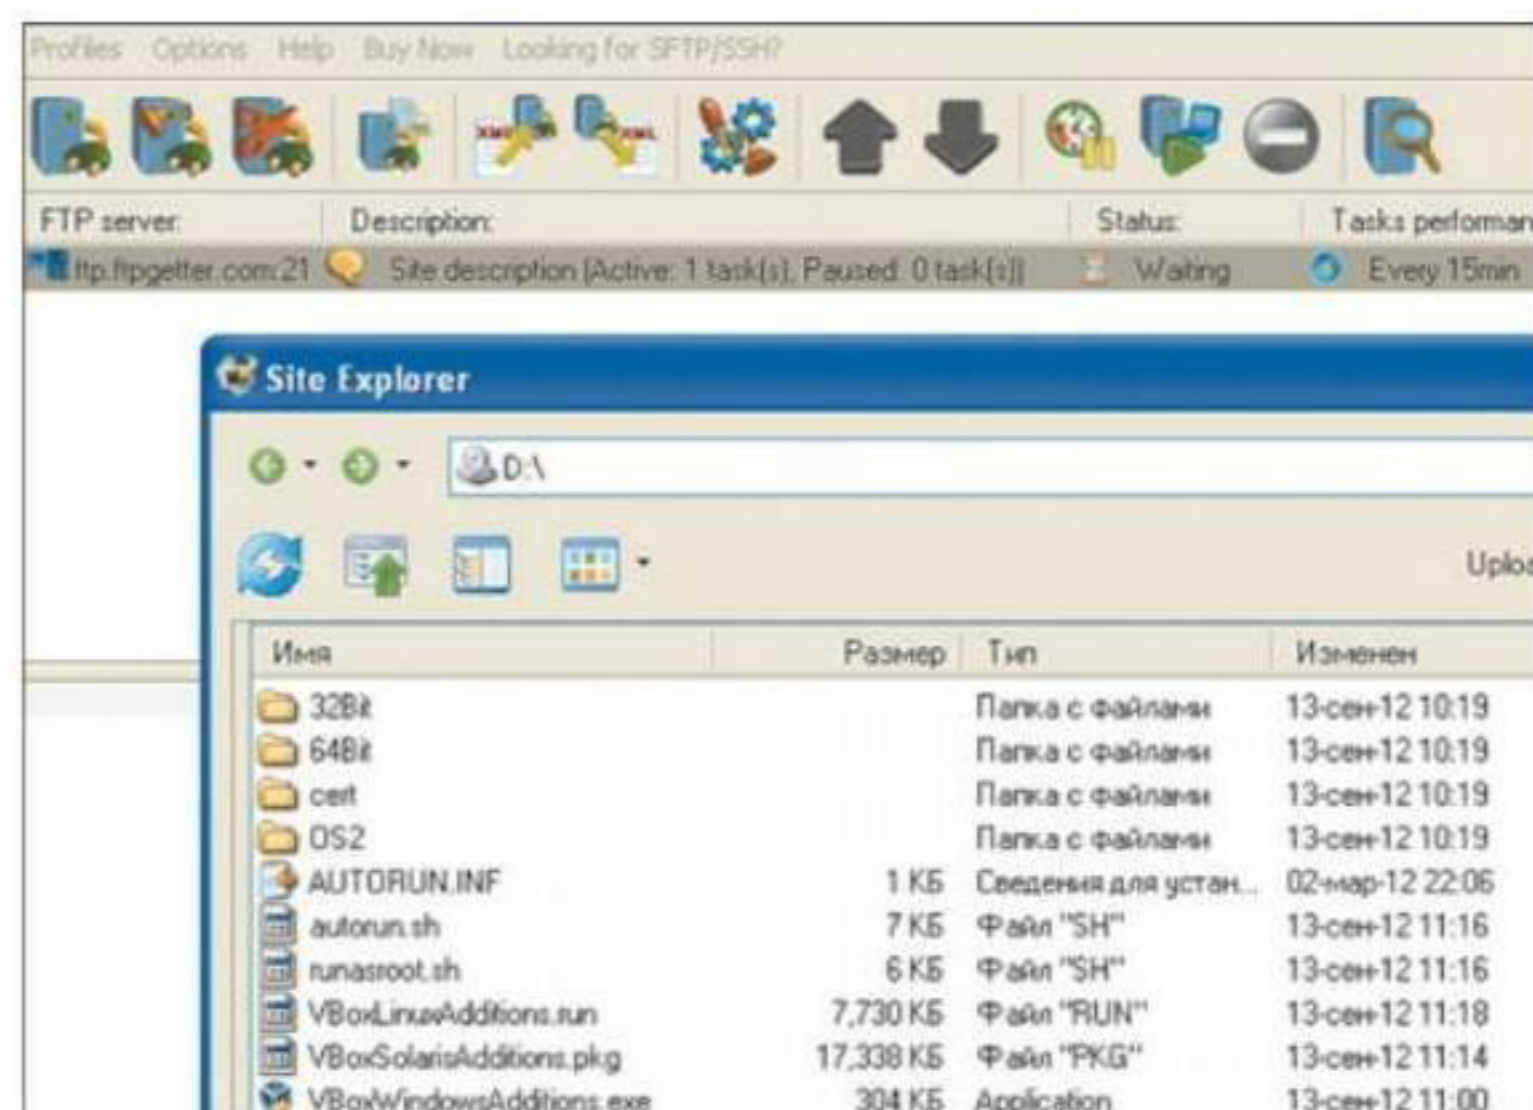 Profiles Options Help Buy Now Looking for SFTP/SSH?
XML XML
FTP server: Description: Status: Tasks performan
ftp.ftpgetter.com:21 Site description (Active: 1 task(s), Paused: 0 task(s)) Waiting Every 15min
Site Explorer
D:\
Uploa
Имя Размер Тип Изменен
32Bit Папка с файлами 13-сен-12 10:19
64Bit Папка с файлами 13-сен-12 10:19
cert Папка с файлами 13-сен-12 10:19
OS2 Папка с файлами 13-сен-12 10:19
AUTORUN.INF 1 КБ Сведения для устан... 02-мар-12 22:06
autorun.sh 7 КБ Файл "SH" 13-сен-12 11:16
runasroot.sh 6 КБ Файл "SH" 13-сен-12 11:16
VBoxLinuxAdditions.run 7,730 КБ Файл "RUN" 13-сен-12 11:18
VBoxSolarisAdditions.pkg 17,338 КБ Файл "PKG" 13-сен-12 11:14
VBoxWindowsAdditions.exe 304 КБ Application 13-сен-12 11:00